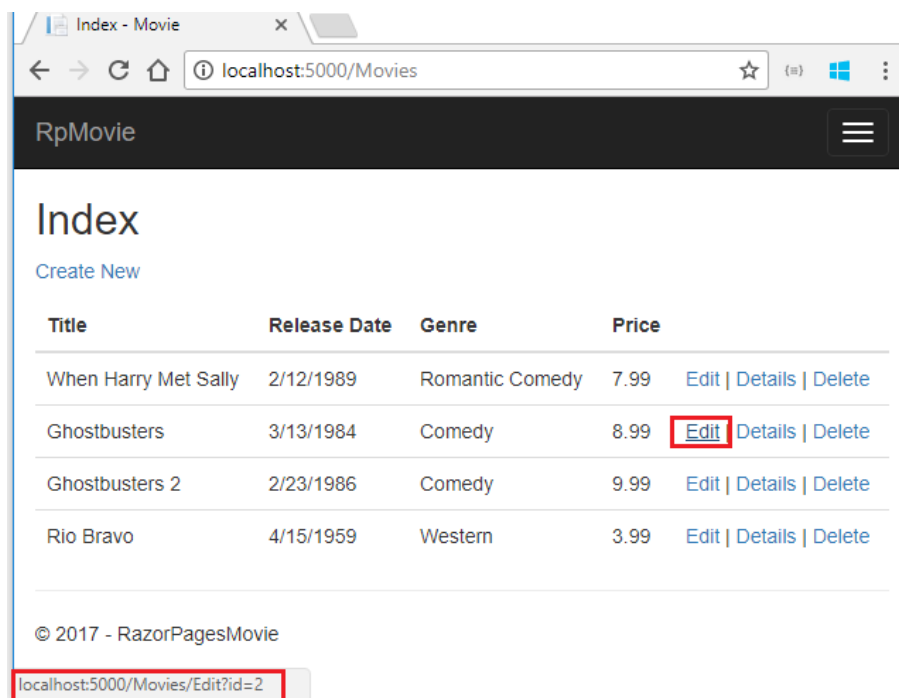 Index - Movie
localhost:5000/Movies
RpMovie
Index
Create New
Title Release Date Genre Price
When Harry Met Sally 2/12/1989 Romantic Comedy 7.99 Edit | Details | Delete
Ghostbusters 3/13/1984 Comedy 8.99 Edit | Details | Delete
Ghostbusters 2 2/23/1986 Comedy 9.99 Edit | Details | Delete
Rio Bravo 4/15/1959 Western 3.99 Edit | Details | Delete
© 2017 - RazorPagesMovie
localhost:5000/Movies/Edit?id=2